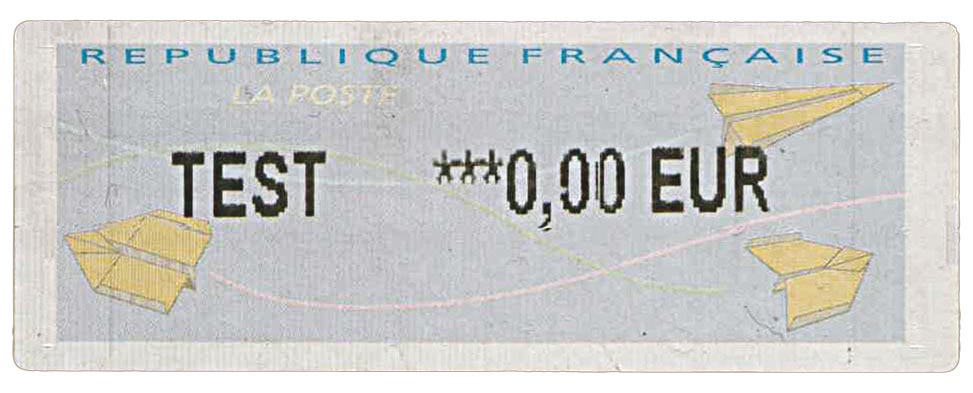 REPUBLIQUE FRANÇAISE
LA POSTE
TEST ***0,00 EUR